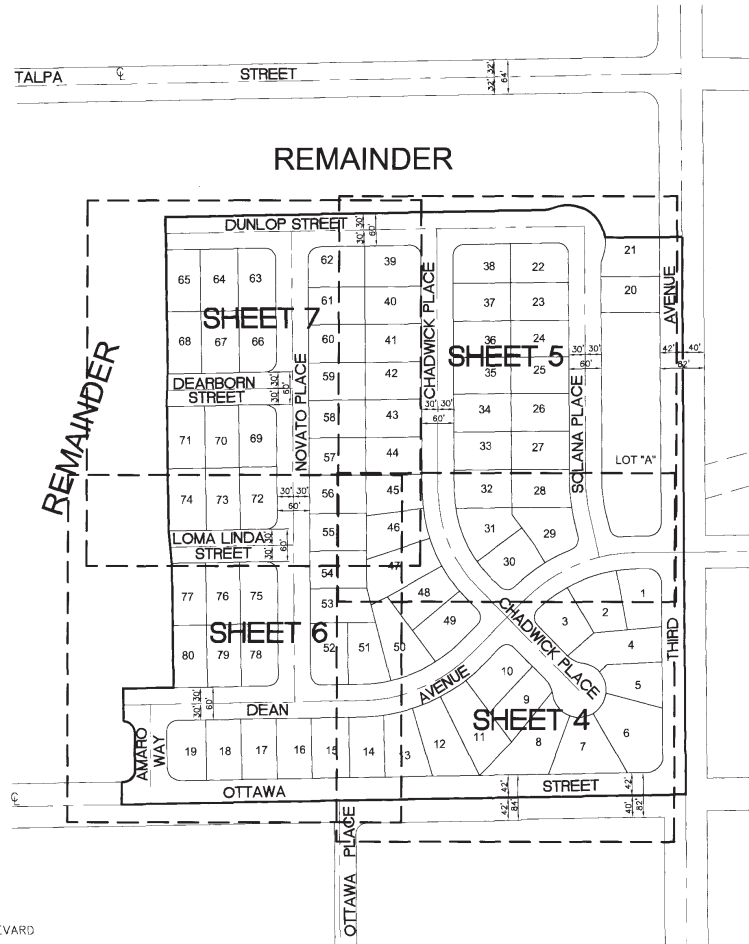 TALPA ℄ STREET
32' 32'
64'
REMAINDER
DUNLOP STREET
30' 30'
60'
62 39
65 64 63
61 40
SHEET 7
68 67 66
60 41
59 42
DEARBORN
STREET
30' 30'
60'
58 43
71 70 69
57 44
NOVATO PLACE
CHADWICK PLACE
30' 30'
60'
38 22
37 23
36 24
SHEET 5
35 25
34 26
33 27
32 28
31 29
30
21
20
AVENUE
30' 30'
60'
42' 40'
82'
SOLANA PLACE
LOT "A"
REMAINDER
74 73 72
30' 30'
60'
56 45
55 46
LOMA LINDA
STREET
30' 30'
60'
54 47
53
77 76 75
SHEET 6
80 79 78
52 51 50
48
49
CHADWICK PLACE
3 2 1
4
5
6
THIRD
30' 30'
60'
DEAN
AVENUE
10
9
SHEET 4
AMARO
WAY
19 18 17 16 15 14 13 12 11 8 7
℄
OTTAWA
STREET
42' 42'
84'
42' 40'
82'
OTTAWA PLACE
EVARD